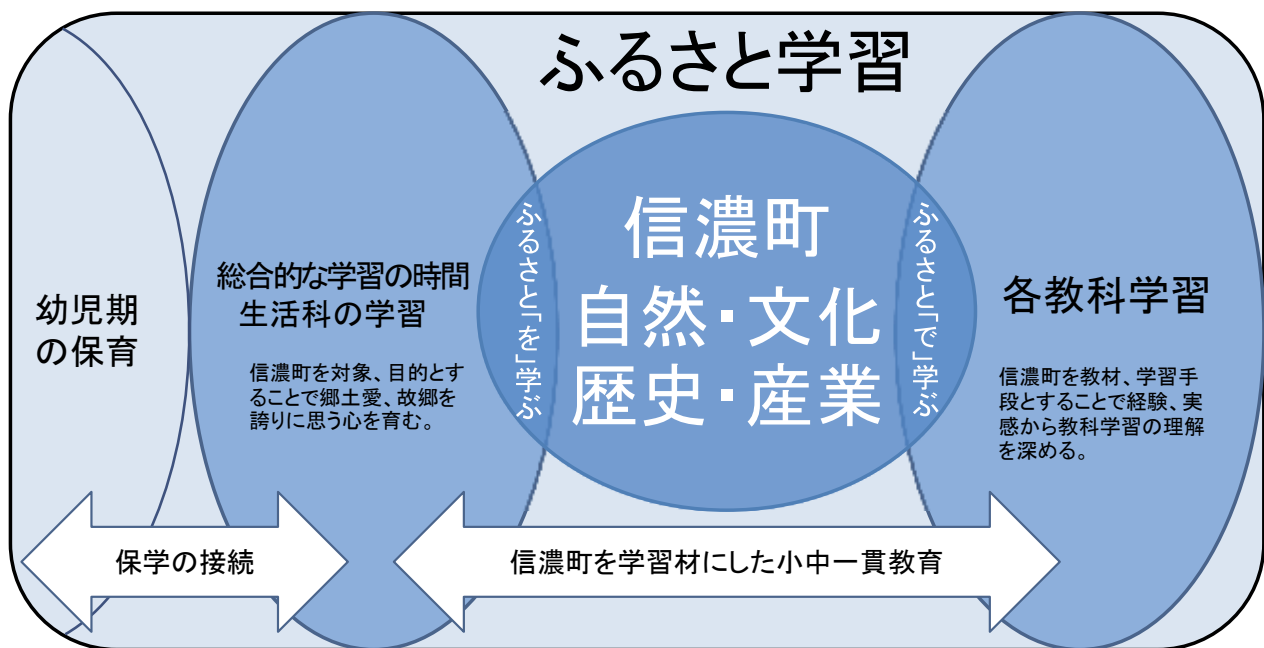 ふるさと学習
幼児期
の保育
総合的な学習の時間
生活科の学習
信濃町を対象、目的とす
ることで郷土愛、故郷を
誇りに思う心を育む。
ふるさと「を」学ぶ
信濃町
自然・文化
歴史・産業
ふるさと「で」学ぶ
各教科学習
信濃町を教材、学習手
段とすることで経験、実
感から教科学習の理解
を深める。
保学の接続
信濃町を学習材にした小中一貫教育